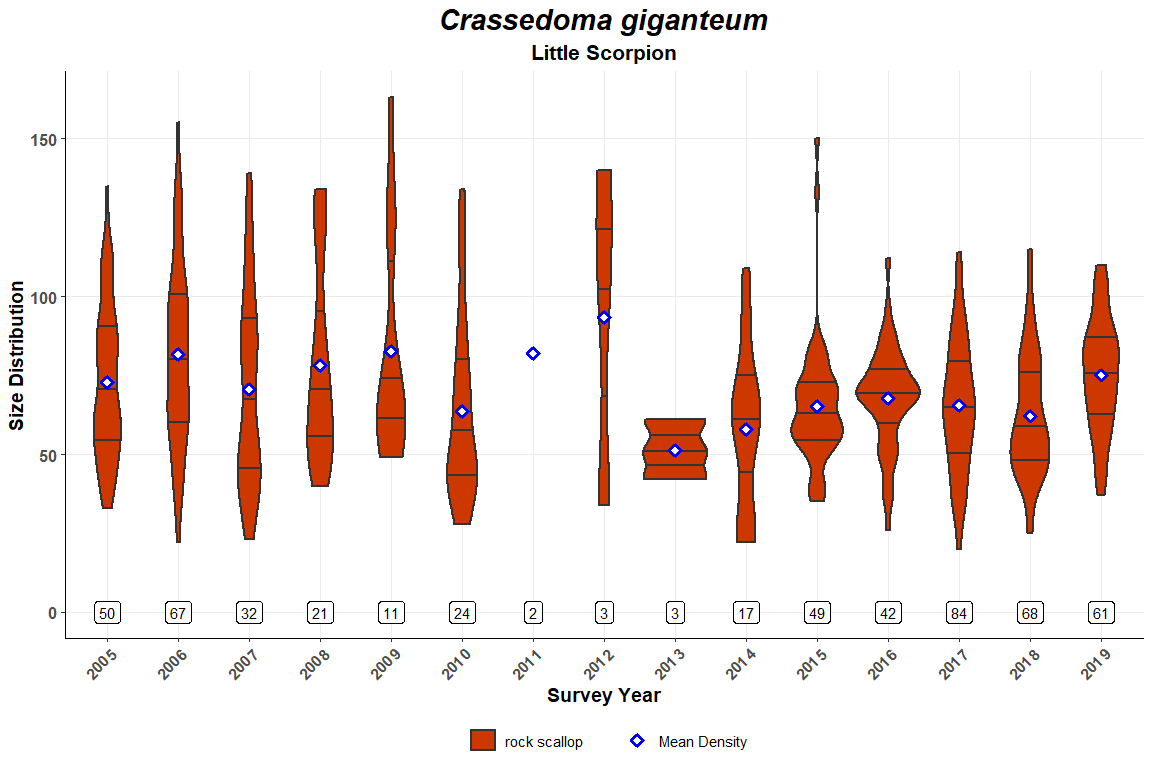 Crassedoma giganteum
Little Scorpion
Size Distribution
150
100
50
0
50 67 32 21 11 24 2 3 3 17 49 42 84 68 61
2005 2006 2007 2008 2009 2010 2011 2012 2013 2014 2015 2016 2017 2018 2019
Survey Year
rock scallop Mean Density